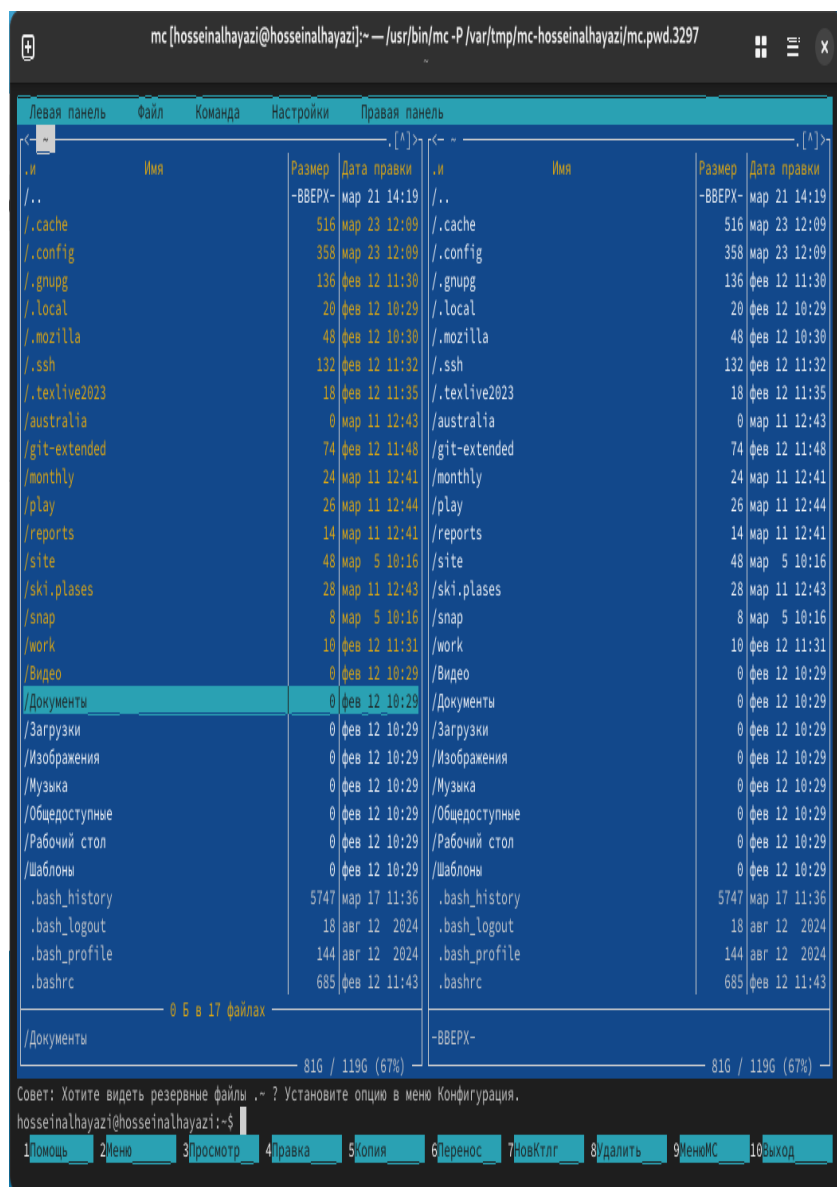 mc [hosseinalhayazi@hosseinalhayazi]:~ — /usr/bin/mc -P /var/tmp/mc-hosseinalhayazi/mc.pwd.3297
~
Левая панель Файл Команда Настройки Правая панель
<— ~ .[^]> <— ~ .[^]>
.и Имя Размер Дата правки .и Имя Размер Дата правки
/.. -ВВЕРХ- мар 21 14:19 /.. -ВВЕРХ- мар 21 14:19
/.cache 516 мар 23 12:09 /.cache 516 мар 23 12:09
/.config 358 мар 23 12:09 /.config 358 мар 23 12:09
/.gnupg 136 фев 12 11:30 /.gnupg 136 фев 12 11:30
/.local 20 фев 12 10:29 /.local 20 фев 12 10:29
/.mozilla 48 фев 12 10:30 /.mozilla 48 фев 12 10:30
/.ssh 132 фев 12 11:32 /.ssh 132 фев 12 11:32
/.texlive2023 18 фев 12 11:35 /.texlive2023 18 фев 12 11:35
/australia 0 мар 11 12:43 /australia 0 мар 11 12:43
/git-extended 74 фев 12 11:48 /git-extended 74 фев 12 11:48
/monthly 24 мар 11 12:41 /monthly 24 мар 11 12:41
/play 26 мар 11 12:44 /play 26 мар 11 12:44
/reports 14 мар 11 12:41 /reports 14 мар 11 12:41
/site 48 мар 5 10:16 /site 48 мар 5 10:16
/ski.plases 28 мар 11 12:43 /ski.plases 28 мар 11 12:43
/snap 8 мар 5 10:16 /snap 8 мар 5 10:16
/work 10 фев 12 11:31 /work 10 фев 12 11:31
/Видео 0 фев 12 10:29 /Видео 0 фев 12 10:29
/Документы 0 фев 12 10:29 /Документы 0 фев 12 10:29
/Загрузки 0 фев 12 10:29 /Загрузки 0 фев 12 10:29
/Изображения 0 фев 12 10:29 /Изображения 0 фев 12 10:29
/Музыка 0 фев 12 10:29 /Музыка 0 фев 12 10:29
/Общедоступные 0 фев 12 10:29 /Общедоступные 0 фев 12 10:29
/Рабочий стол 0 фев 12 10:29 /Рабочий стол 0 фев 12 10:29
/Шаблоны 0 фев 12 10:29 /Шаблоны 0 фев 12 10:29
.bash_history 5747 мар 17 11:36 .bash_history 5747 мар 17 11:36
.bash_logout 18 авг 12 2024 .bash_logout 18 авг 12 2024
.bash_profile 144 авг 12 2024 .bash_profile 144 авг 12 2024
.bashrc 685 фев 12 11:43 .bashrc 685 фев 12 11:43
0 Б в 17 файлах
/Документы -ВВЕРХ-
81G / 119G (67%) 81G / 119G (67%)
Совет: Хотите видеть резервные файлы .~ ? Установите опцию в меню Конфигурация.
hosseinalhayazi@hosseinalhayazi:~$
1Помощь 2Меню 3Просмотр 4Правка 5Копия 6Перенос 7НовКтлг 8Удалить 9МенюMC 10Выход